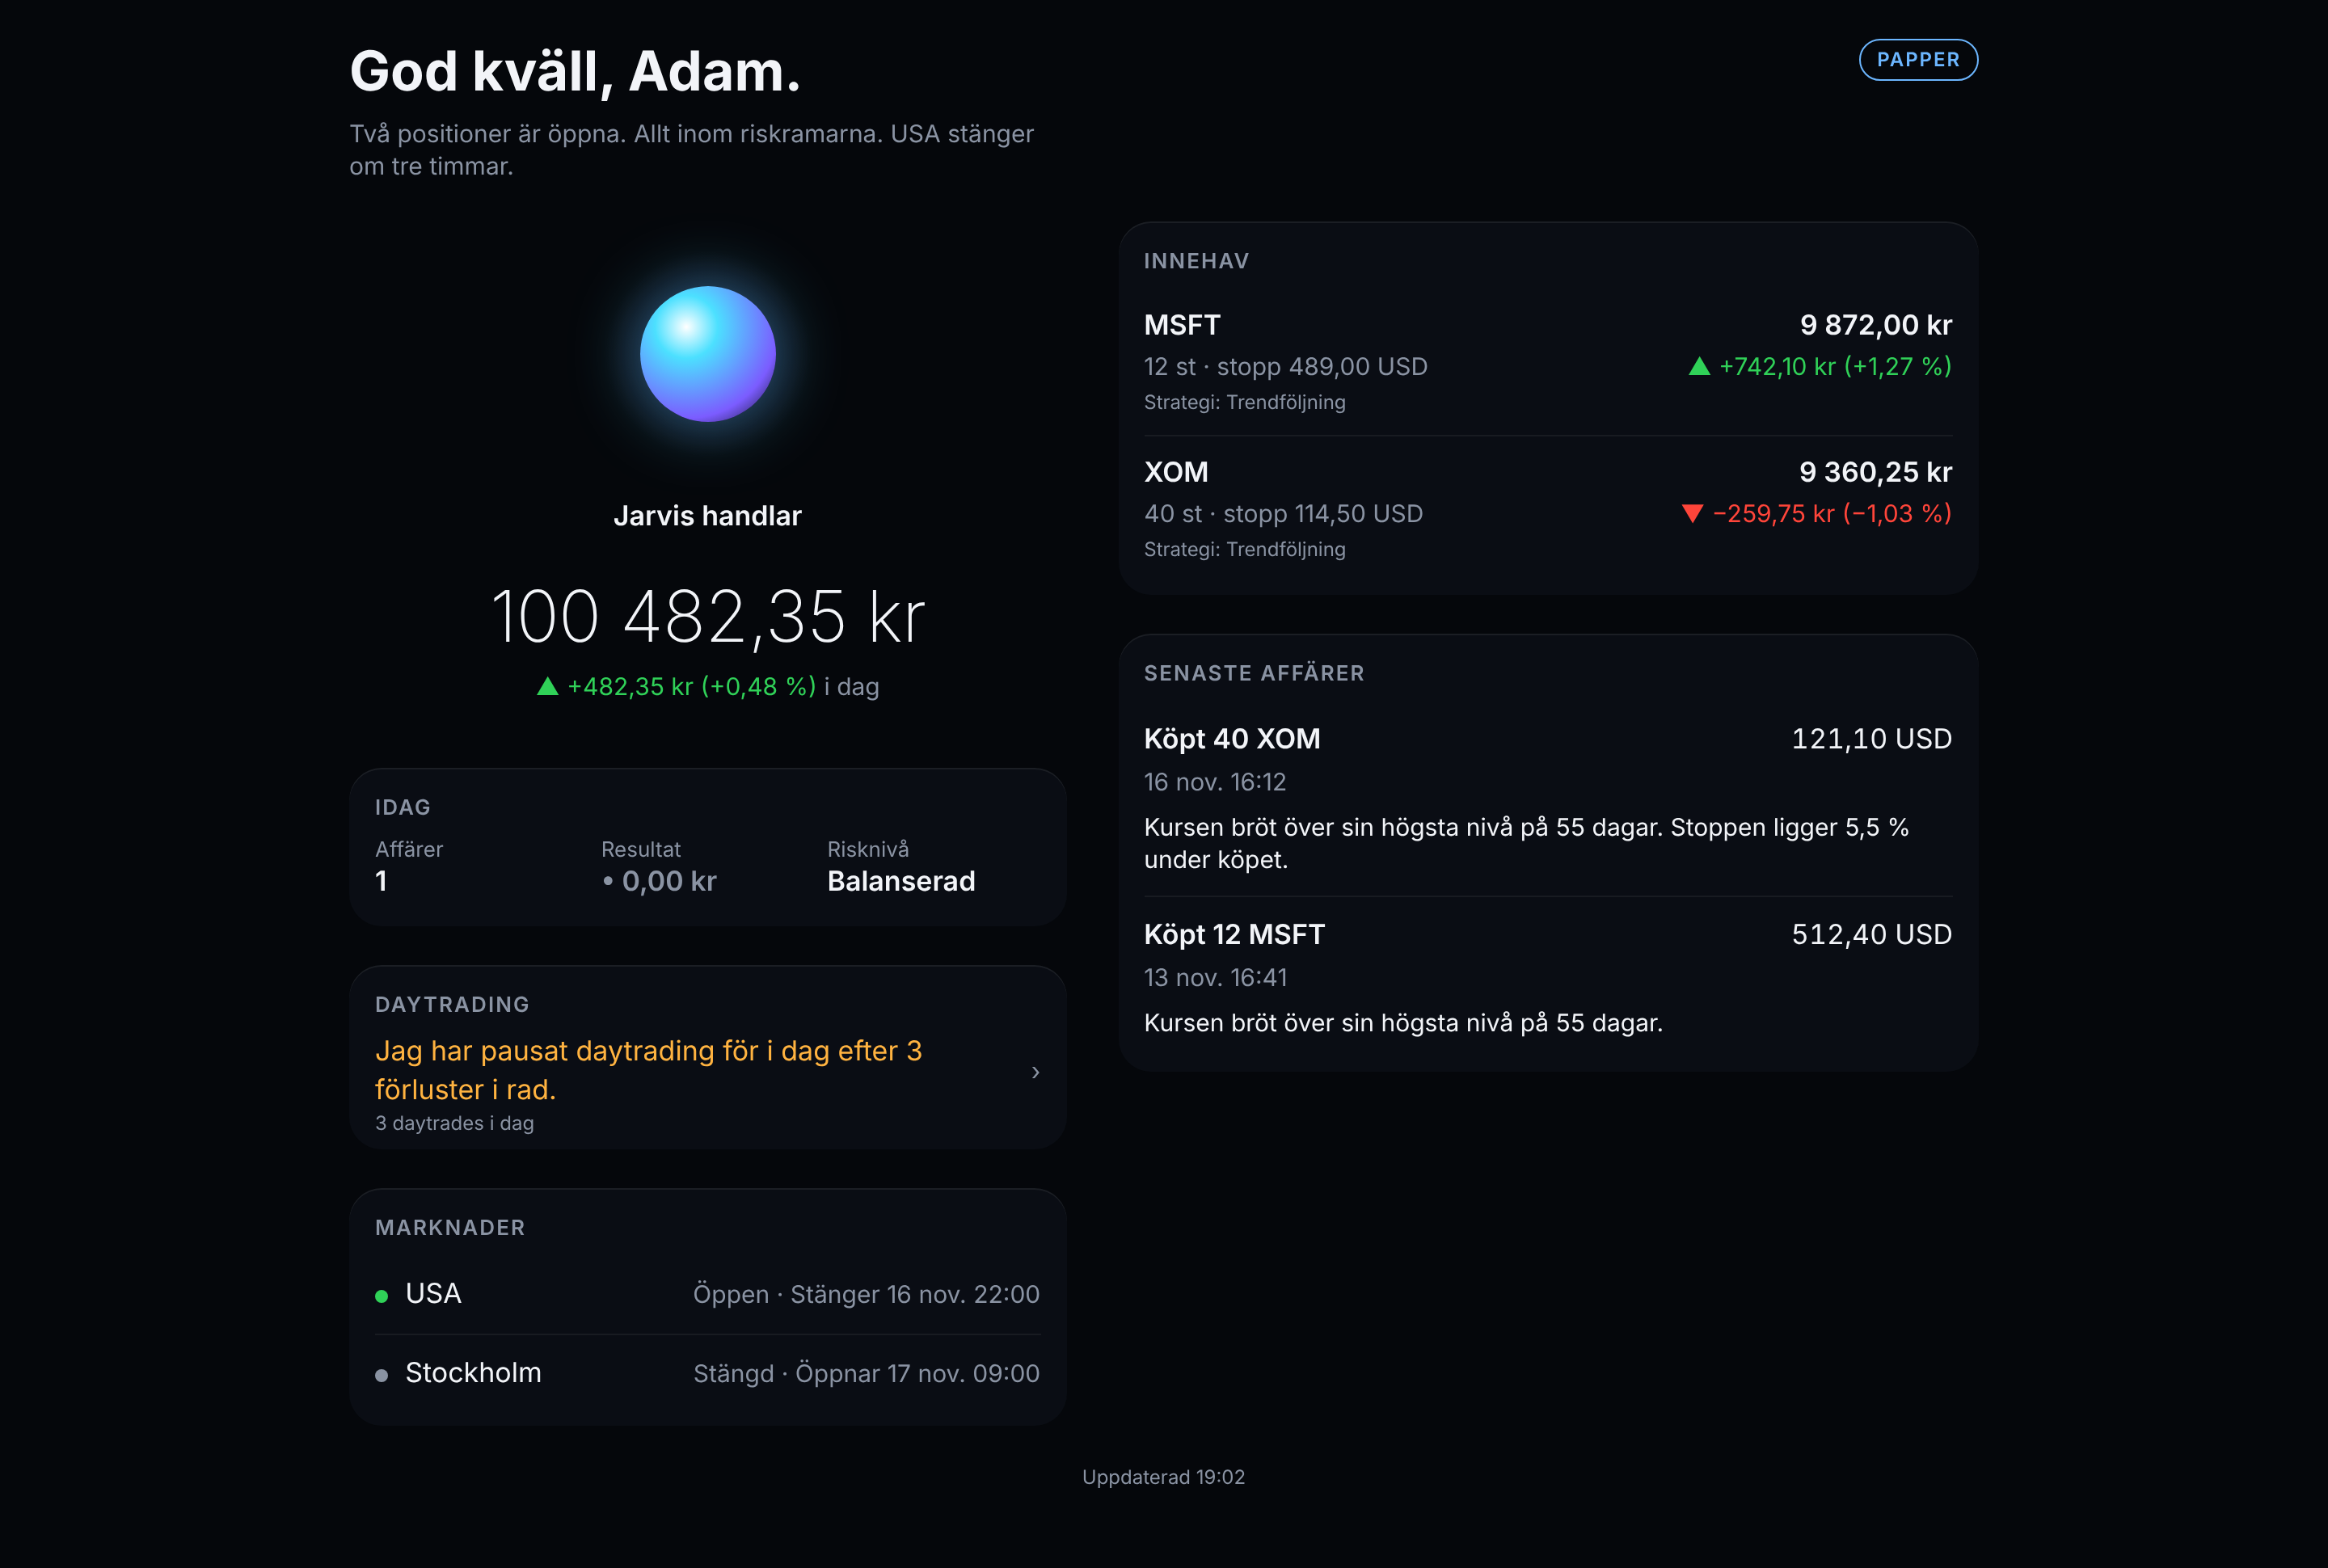 God kväll, Adam.
PAPPER
Två positioner är öppna. Allt inom riskramarna. USA stänger
om tre timmar.
Jarvis handlar
100 482,35 kr
▲ +482,35 kr (+0,48 %) i dag
IDAG
Affärer
Resultat
Risknivå
1
• 0,00 kr
Balanserad
DAYTRADING
Jag har pausat daytrading för i dag efter 3
förluster i rad.
›
3 daytrades i dag
MARKNADER
USA
Öppen · Stänger 16 nov. 22:00
Stockholm
Stängd · Öppnar 17 nov. 09:00
INNEHAV
MSFT
9 872,00 kr
12 st · stopp 489,00 USD
▲ +742,10 kr (+1,27 %)
Strategi: Trendföljning
XOM
9 360,25 kr
40 st · stopp 114,50 USD
▼ −259,75 kr (−1,03 %)
Strategi: Trendföljning
SENASTE AFFÄRER
Köpt 40 XOM
121,10 USD
16 nov. 16:12
Kursen bröt över sin högsta nivå på 55 dagar. Stoppen ligger 5,5 %
under köpet.
Köpt 12 MSFT
512,40 USD
13 nov. 16:41
Kursen bröt över sin högsta nivå på 55 dagar.
Uppdaterad 19:02